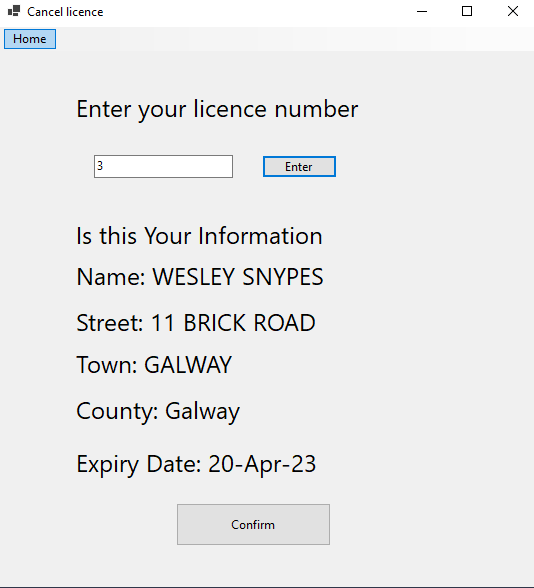 Cancel licence
Home
Enter your licence number
3
Enter
Is this Your Information
Name: WESLEY SNYPES
Street: 11 BRICK ROAD
Town: GALWAY
County: Galway
Expiry Date: 20-Apr-23
Confirm